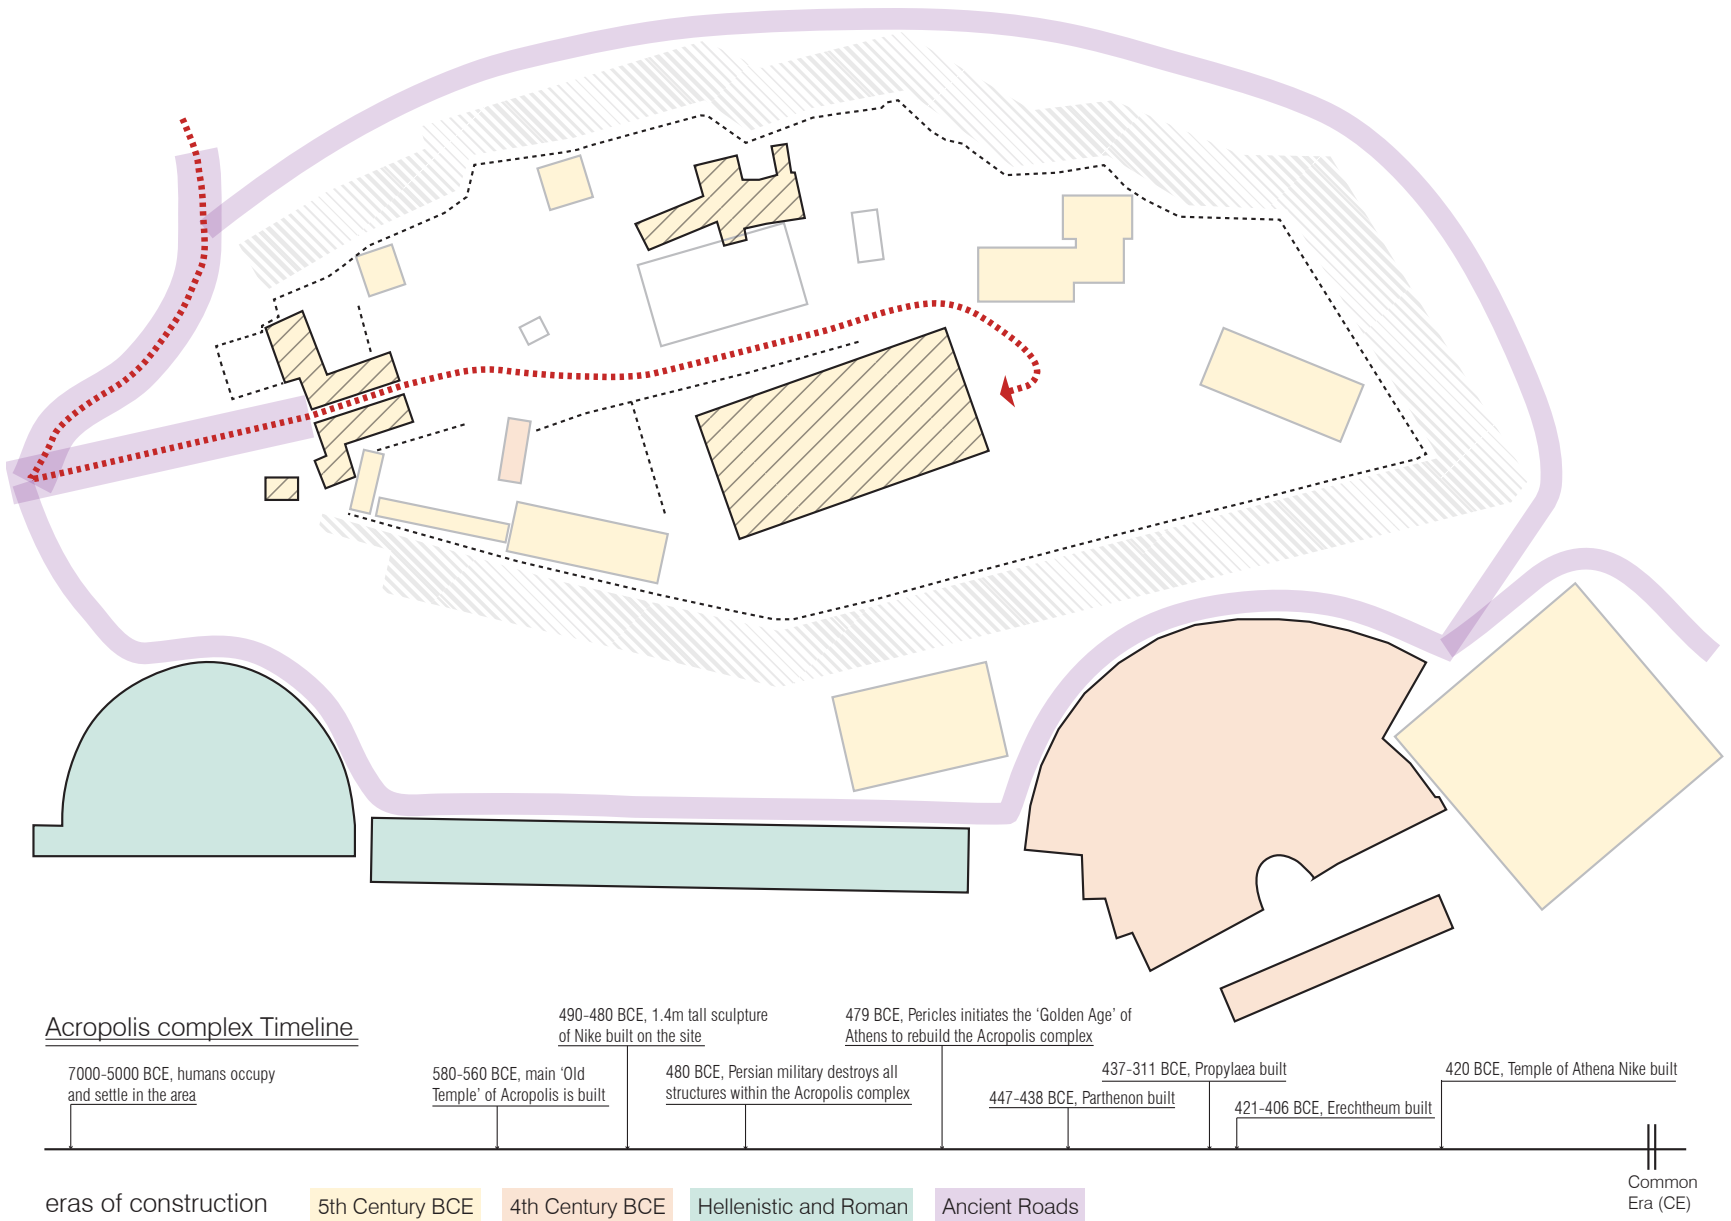 Acropolis complex Timeline
7000-5000 BCE, humans occupy
and settle in the area
580-560 BCE, main ‘Old
Temple’ of Acropolis is built
490-480 BCE, 1.4m tall sculpture
of Nike built on the site
480 BCE, Persian military destroys all
structures within the Acropolis complex
479 BCE, Pericles initiates the ‘Golden Age’ of
Athens to rebuild the Acropolis complex
447-438 BCE, Parthenon built
437-311 BCE, Propylaea built
421-406 BCE, Erechtheum built
420 BCE, Temple of Athena Nike built
Common
Era (CE)
eras of construction
5th Century BCE
4th Century BCE
Hellenistic and Roman
Ancient Roads